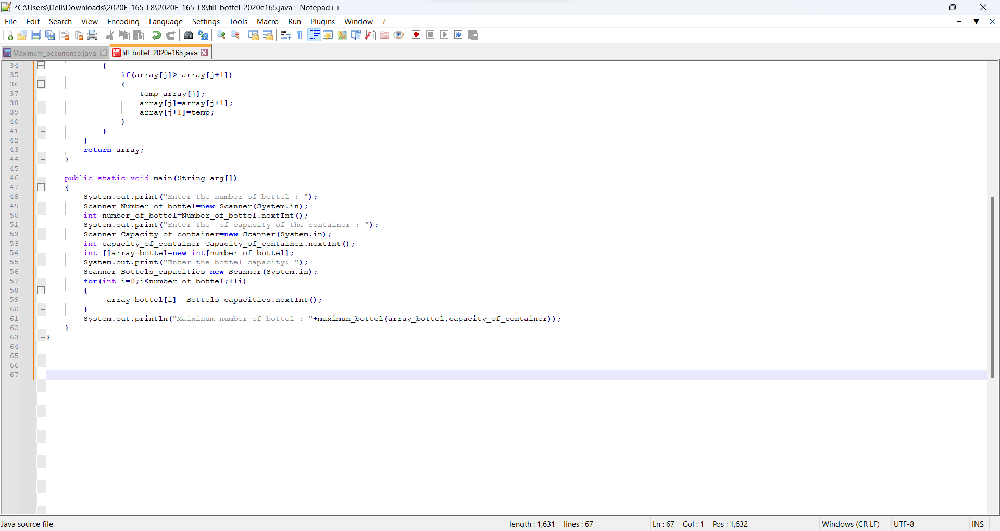 *C:\Users\Dell\Downloads\2020E_165_L8\2020E_165_L8\fill_bottel_2020e165.java - Notepad++
File Edit Search View Encoding Language Settings Tools Macro Run Plugins Window ?
Maximum_occurrence.java fill_bottel_2020e165.java
34 {
35 if(array[j]>=array[j+1])
36 {
37 temp=array[j];
38 array[j]=array[j+1];
39 array[j+1]=temp;
40 }
41 }
42 }
43 return array;
44 }
45
46 public static void main(String arg[])
47 {
48 System.out.print("Enter the number of bottel : ");
49 Scanner Number_of_bottel=new Scanner(System.in);
50 int number_of_bottel=Number_of_bottel.nextInt();
51 System.out.print("Enter the  of capacity of the container : ");
52 Scanner Capacity_of_container=new Scanner(System.in);
53 int capacity_of_container=Capacity_of_container.nextInt();
54 int []array_bottel=new int[number_of_bottel];
55 System.out.print("Enter the bottel capacity: ");
56 Scanner Bottels_capacities=new Scanner(System.in);
57 for(int i=0;i<number_of_bottel;++i)
58 {
59 array_bottel[i]= Bottels_capacities.nextInt();
60 }
61 System.out.println("Maixinum number of bottel : "+maximun_bottel(array_bottel,capacity_of_container));
62 }
63 }
64
65
66
67
Java source file length : 1,631 lines : 67 Ln : 67 Col : 1 Pos : 1,632 Windows (CR LF) UTF-8 INS